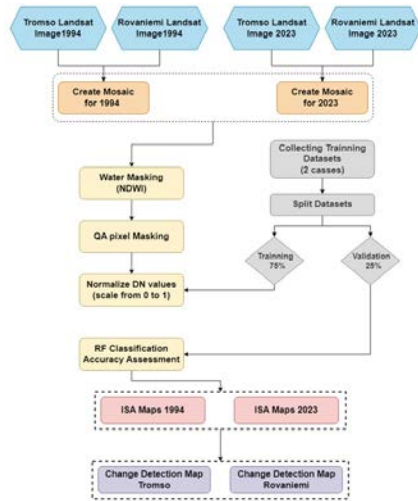 Tromso Landsat
Image1994
Rovaniemi Landsat
Image1994
Tromso Landsat
Image 2023
Rovaniemi Landsat
Image 2023
Create Mosaic
for 1994
Create Mosaic
for 2023
Water Masking
(NDWI)
Collecting Trainning
Datasets
(2 casses)
Split Datasets
QA pixel Masking
Trainning
75%
Validation
25%
Normalize DN values
(scale from 0 to 1)
RF Classification
Accuracy Assessment
ISA Maps 1994
ISA Maps 2023
Change Detection Map
Tromso
Change Detection Map
Rovaniemi